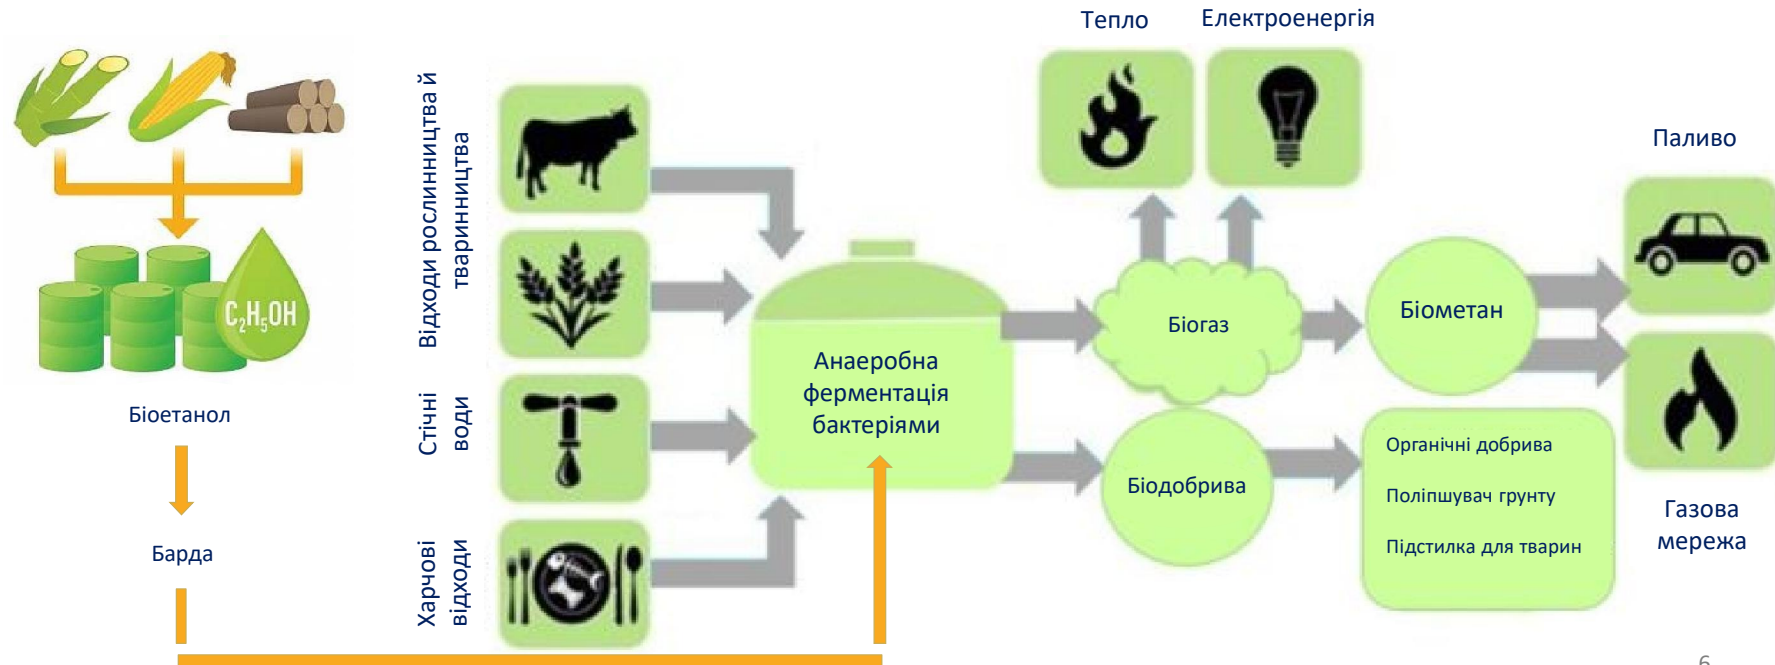 Тепло
Електроенергія
Паливо
Відходи рослинництва й
тваринництва
C₂H₅OH
Біогаз
Біометан
Анаеробна
ферментація
бактеріями
Біоетанол
Стічні
води
Біодобрива
Органічні добрива
Поліпшувач грунту
Підстилка для тварин
Газова
мережа
Барда
Харчові
відходи
6